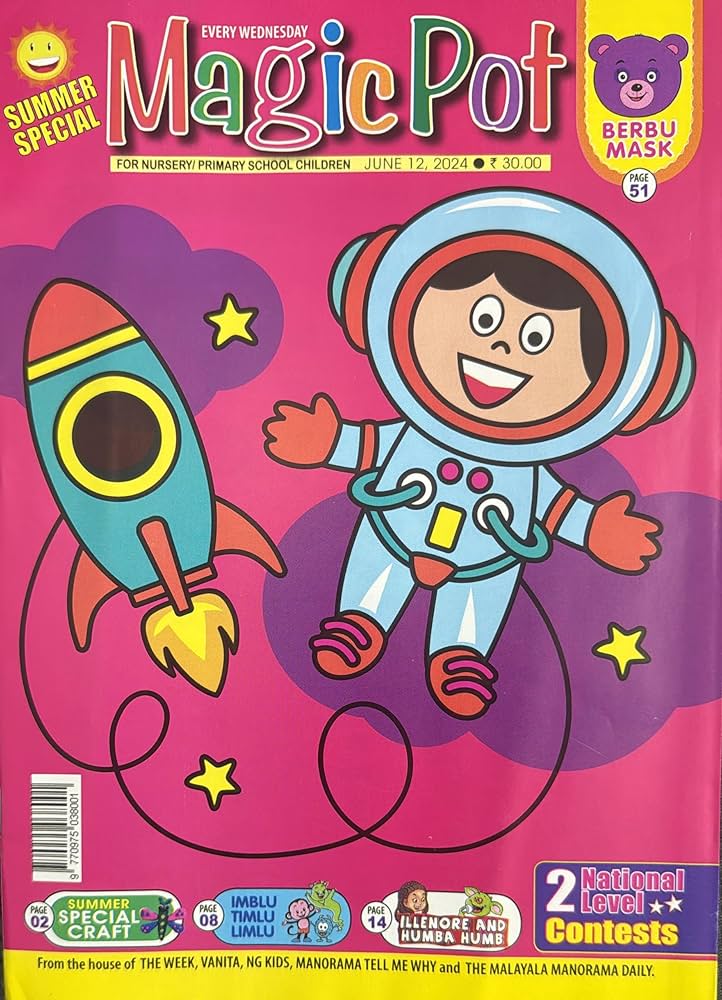 EVERY WEDNESDAY
Magic Pot
SUMMER
SPECIAL
FOR NURSERY/ PRIMARY SCHOOL CHILDREN JUNE 12, 2024 ● ₹ 30.00
BERBU
MASK
PAGE
51
9 770975 038001
PAGE
02
SUMMER
SPECIAL
CRAFT
PAGE
08
IMBLU
TIMLU
LIMLU
PAGE
14
ILLENORE AND
HUMBA HUMB
2 National
Level
Contests
From the house of THE WEEK, VANITA, NG KIDS, MANORAMA TELL ME WHY and THE MALAYALA MANORAMA DAILY.